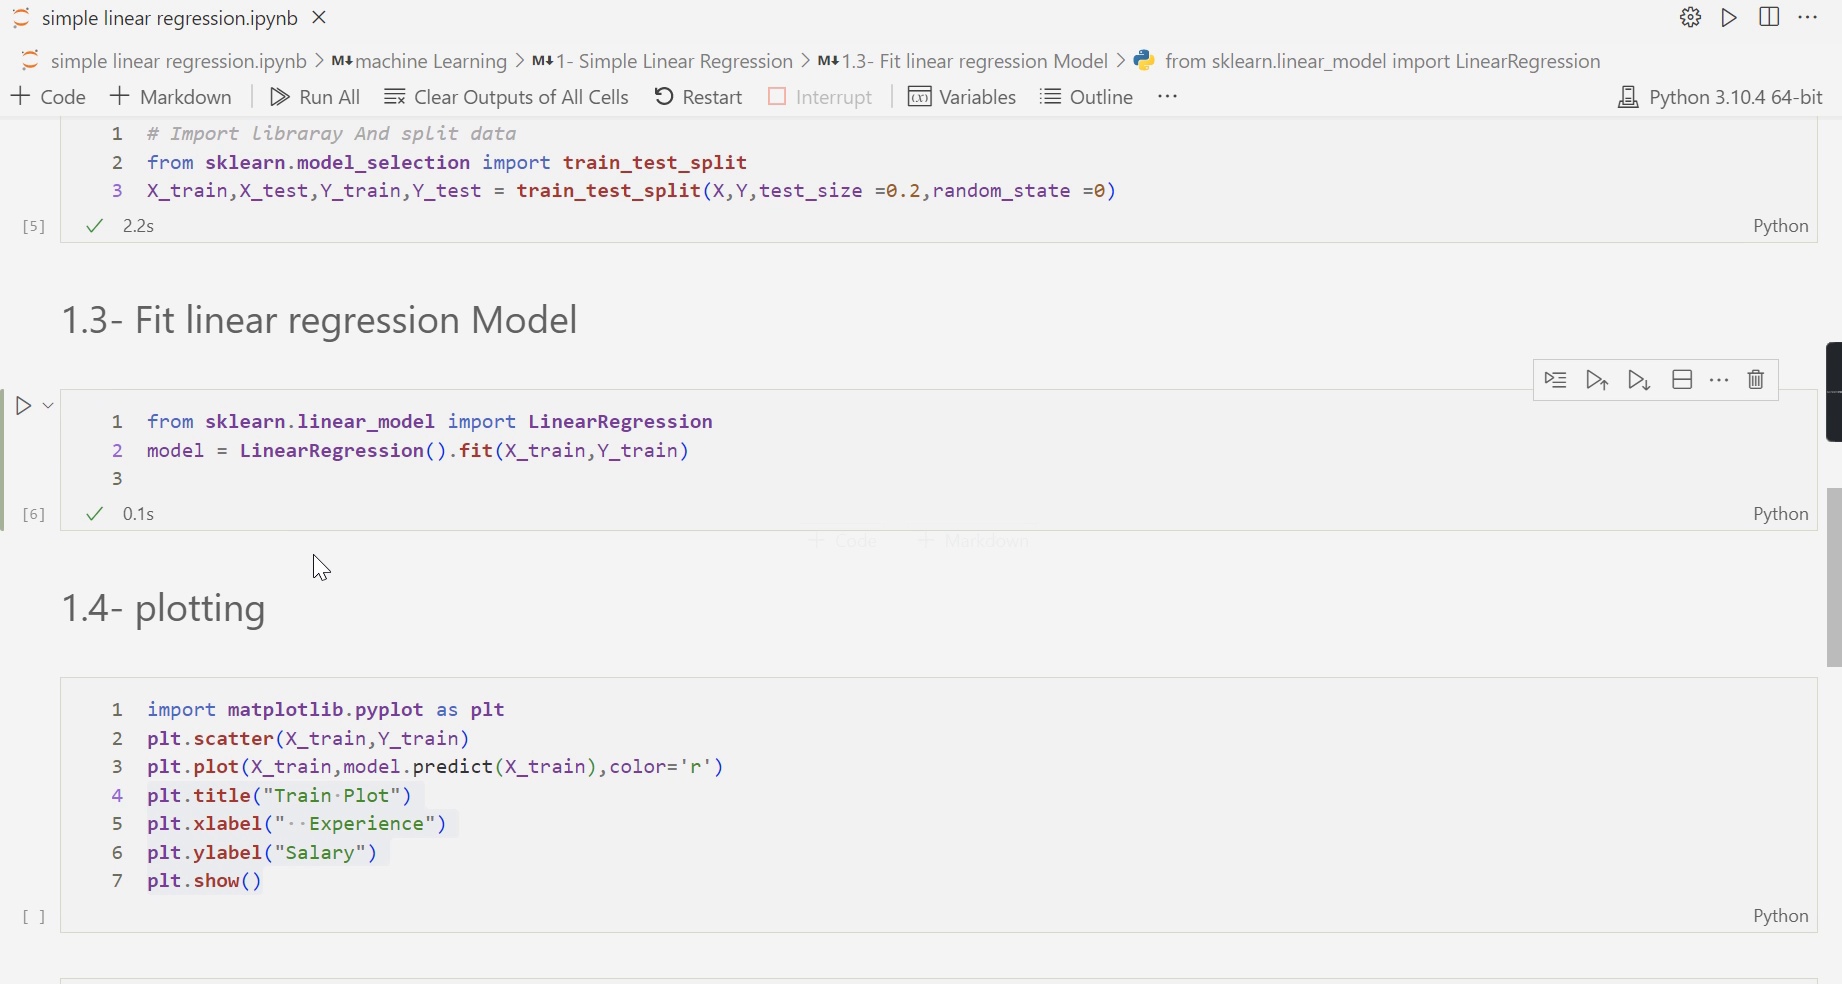 simple linear regression.ipynb
simple linear regression.ipynb > M↓machine Learning > M↓1- Simple Linear Regression > M↓1.3- Fit linear regression Model > from sklearn.linear_model import LinearRegression
+ Code + Markdown | Run All Clear Outputs of All Cells Restart Interrupt | (x) Variables Outline ··· Python 3.10.4 64-bit
1 # Import libraray And split data
2 from sklearn.model_selection import train_test_split
3 X_train,X_test,Y_train,Y_test = train_test_split(X,Y,test_size =0.2,random_state =0)
[5] ✓ 2.2s Python
1.3- Fit linear regression Model
1 from sklearn.linear_model import LinearRegression
2 model = LinearRegression().fit(X_train,Y_train)
3
[6] ✓ 0.1s Python
+ Code + Markdown
1.4- plotting
1 import matplotlib.pyplot as plt
2 plt.scatter(X_train,Y_train)
3 plt.plot(X_train,model.predict(X_train),color='r')
4 plt.title("Train·Plot")
5 plt.xlabel("··Experience")
6 plt.ylabel("Salary")
7 plt.show()
[ ] Python